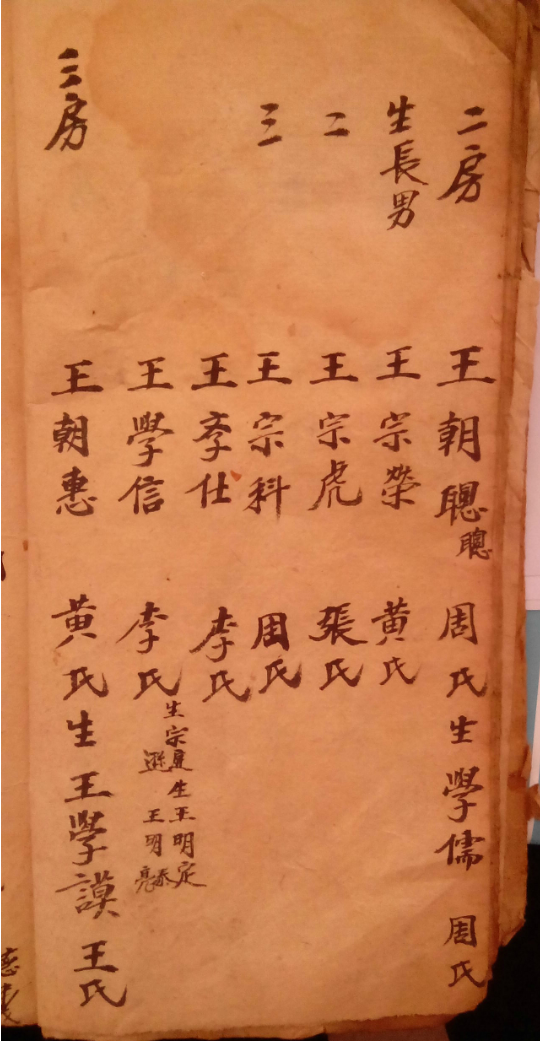 二房 王朝聰聰 周氏生學儒 周氏
生長男 王宗榮 黄氏
二 王宗虎 張氏
三 王宗科 周氏
王孝仕 李氏
王學信 李氏
生宗 生王明定
王明亮
三房 王朝惠 黄氏生王學謨 王氏